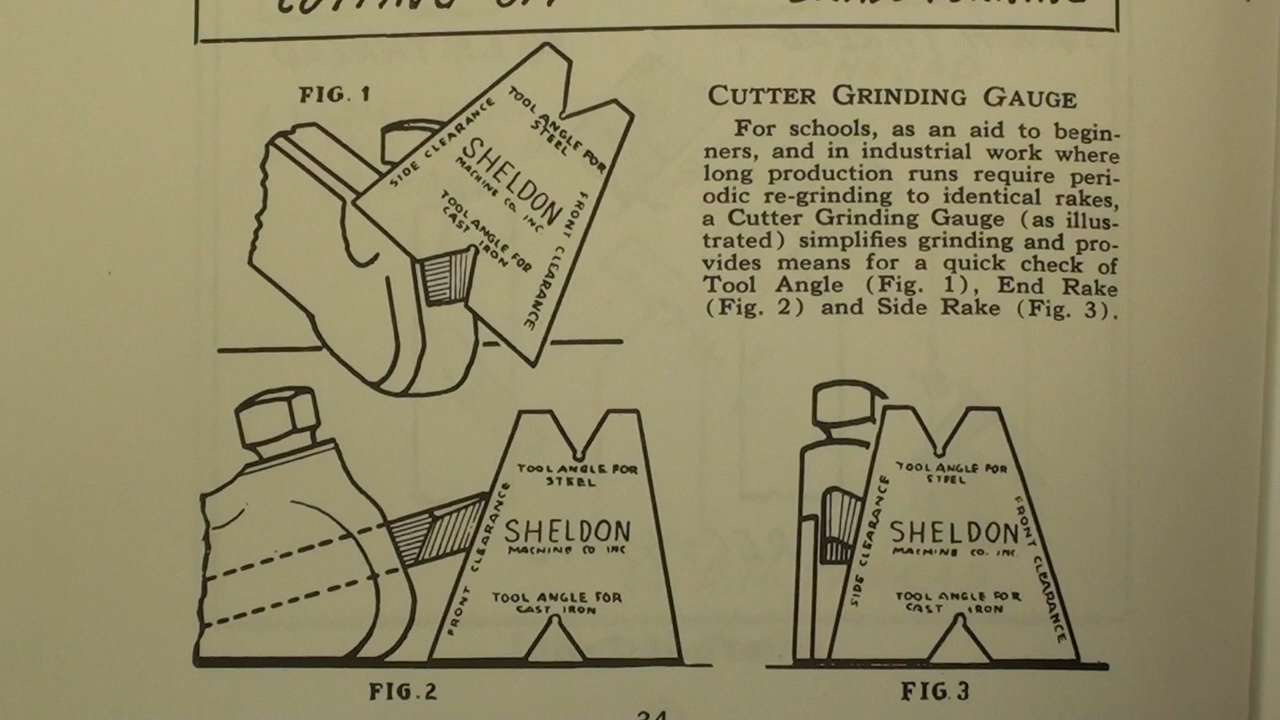 CUTTING OFF
FIG. 1
SIDE CLEARANCE
TOOL ANGLE FOR
STEEL
SHELDON
MACHINE CO. INC.
TOOL ANGLE FOR
CAST IRON
FRONT CLEARANCE
CUTTER GRINDING GAUGE
For schools, as an aid to begin-
ners, and in industrial work where
long production runs require peri-
odic re-grinding to identical rakes,
a Cutter Grinding Gauge (as illus-
trated) simplifies grinding and pro-
vides means for a quick check of
Tool Angle (Fig. 1), End Rake
(Fig. 2) and Side Rake (Fig. 3).
FRONT CLEARANCE
TOOL ANGLE FOR
STEEL
SHELDON
MACHINE CO INC
TOOL ANGLE FOR
CAST IRON
FIG. 2
SIDE CLEARANCE
TOOL ANGLE FOR
STEEL
SHELDON
MACHINE CO. INC.
TOOL ANGLE FOR
CAST IRON
FRONT CLEARANCE
FIG. 3
34